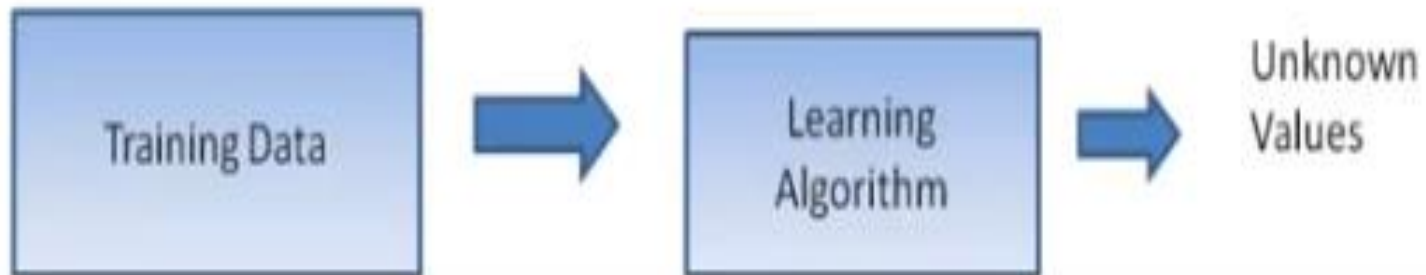 Training Data
Learning
Algorithm
Unknown
Values